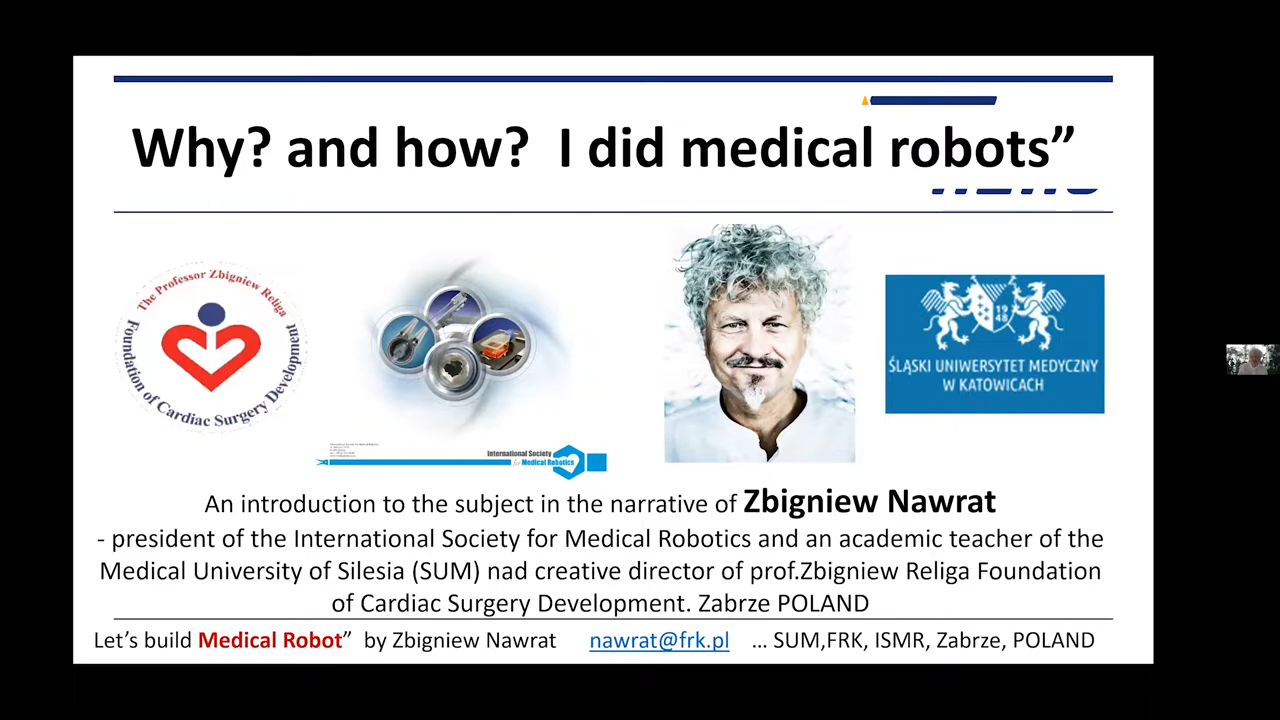 Why? and how?  I did medical robots”
The Professor Zbigniew Religa
Foundation of Cardiac Surgery Development
International Society
for Medical Robotics
1948
ŚLĄSKI UNIWERSYTET MEDYCZNY
W KATOWICACH
An introduction to the subject in the narrative of Zbigniew Nawrat
- president of the International Society for Medical Robotics and an academic teacher of the
Medical University of Silesia (SUM) nad creative director of prof.Zbigniew Religa Foundation
of Cardiac Surgery Development. Zabrze POLAND
Let’s build Medical Robot”  by Zbigniew Nawrat  nawrat@frk.pl  ... SUM,FRK, ISMR, Zabrze, POLAND